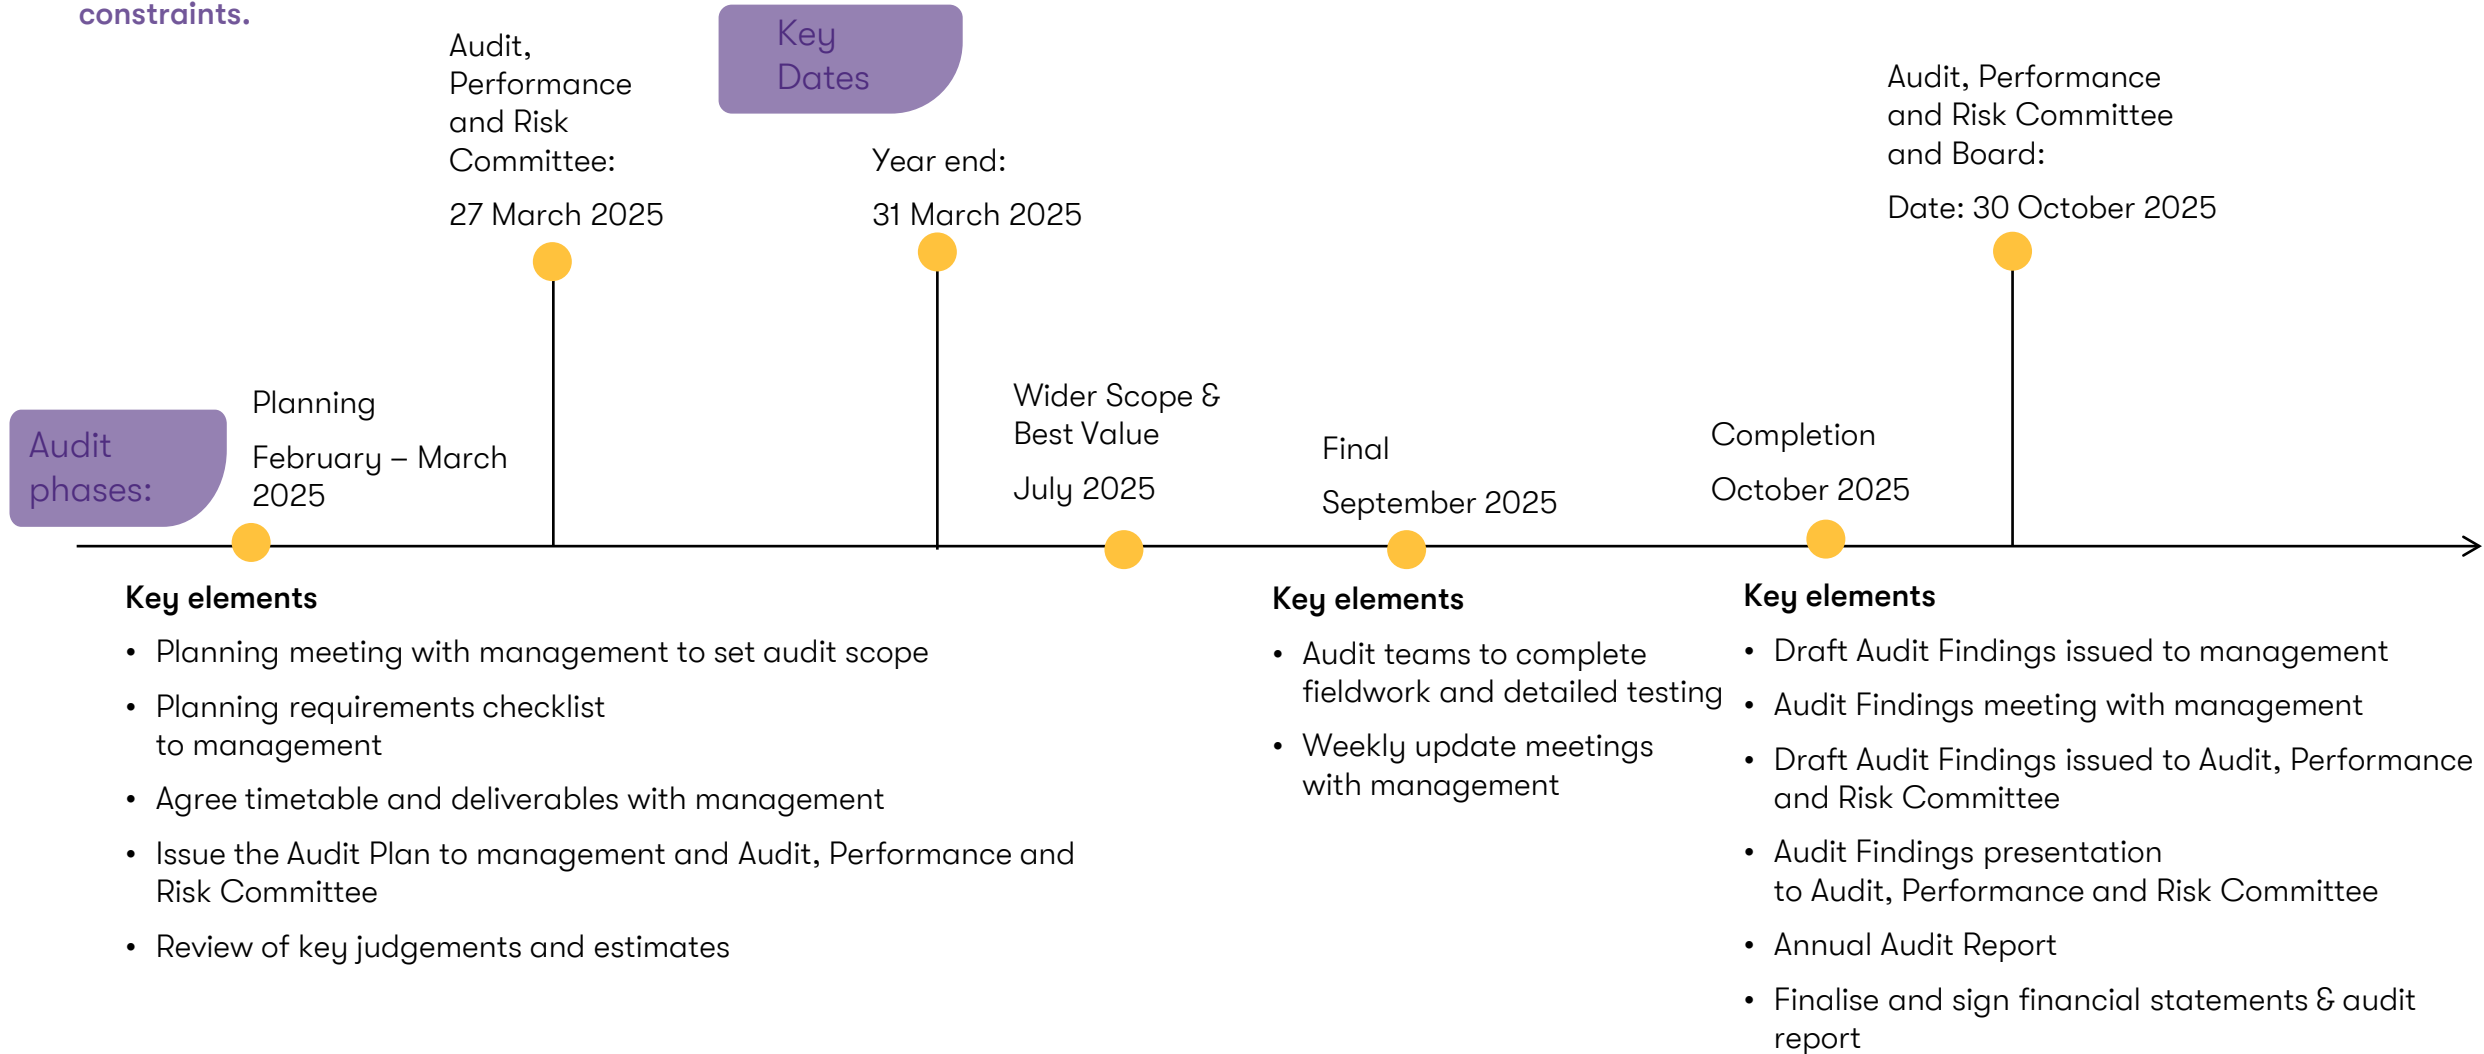 constraints.
Key
Dates
Audit,
Performance
and Risk
Committee:
27 March 2025
Year end:
31 March 2025
Audit, Performance
and Risk Committee
and Board:
Date: 30 October 2025
Audit
phases:
Planning
February – March
2025
Wider Scope &
Best Value
July 2025
Final
September 2025
Completion
October 2025
Key elements
• Planning meeting with management to set audit scope
• Planning requirements checklist
to management
• Agree timetable and deliverables with management
• Issue the Audit Plan to management and Audit, Performance and
Risk Committee
• Review of key judgements and estimates
Key elements
• Audit teams to complete
fieldwork and detailed testing
• Weekly update meetings
with management
Key elements
• Draft Audit Findings issued to management
• Audit Findings meeting with management
• Draft Audit Findings issued to Audit, Performance
and Risk Committee
• Audit Findings presentation
to Audit, Performance and Risk Committee
• Annual Audit Report
• Finalise and sign financial statements & audit
report